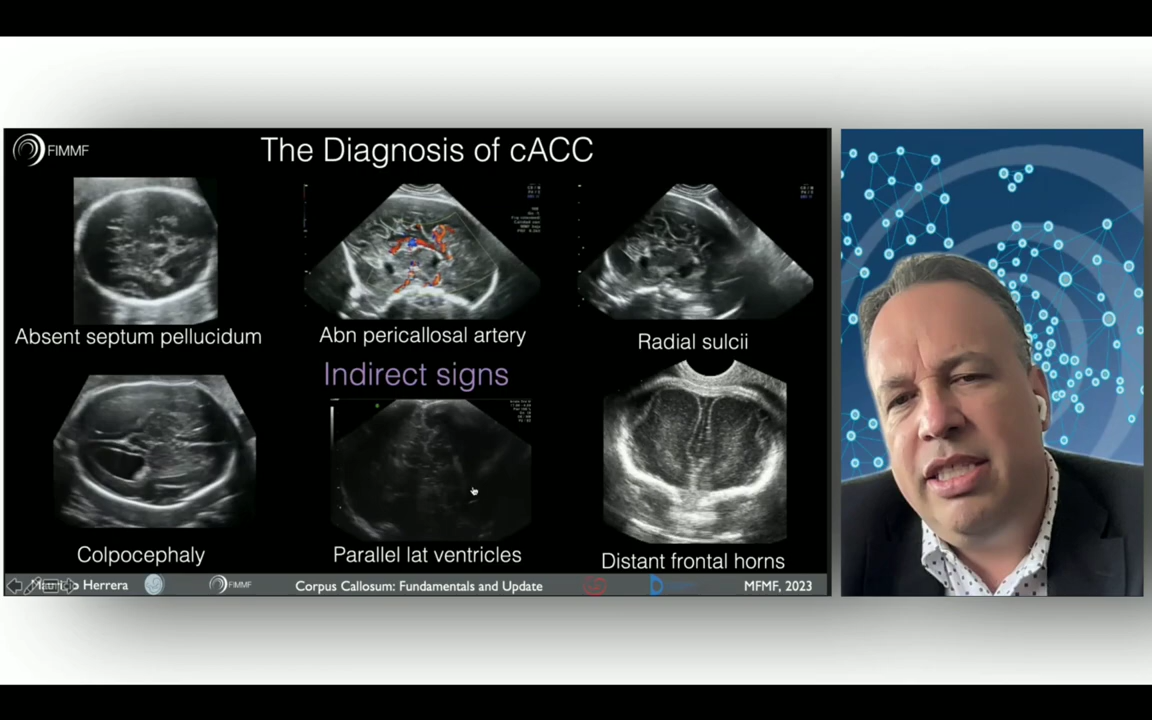 FIMMF
The Diagnosis of cACC
Absent septum pellucidum
Abn pericallosal artery
Radial sulcii
Indirect signs
Colpocephaly
Parallel lat ventricles
Distant frontal horns
Herrera
FIMMF
Corpus Callosum: Fundamentals and Update
MFMF, 2023